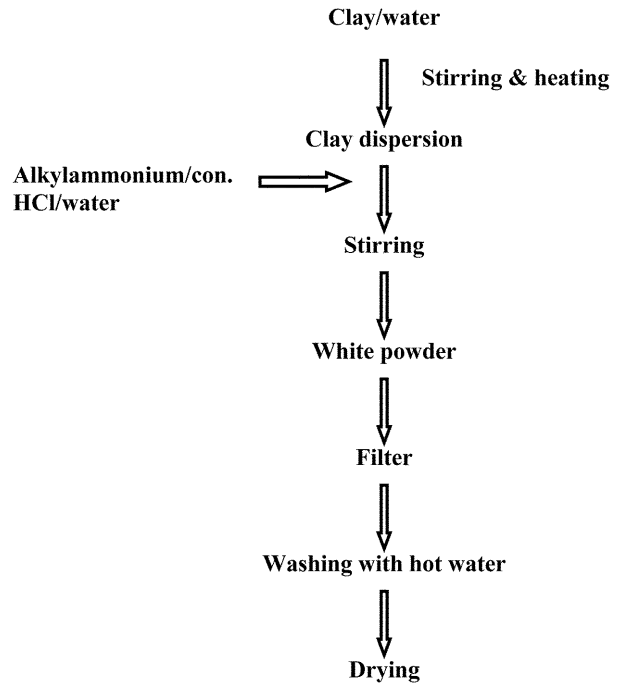 Clay/water
Stirring & heating
Clay dispersion
Alkylammonium/con.
HCl/water
Stirring
White powder
Filter
Washing with hot water
Drying